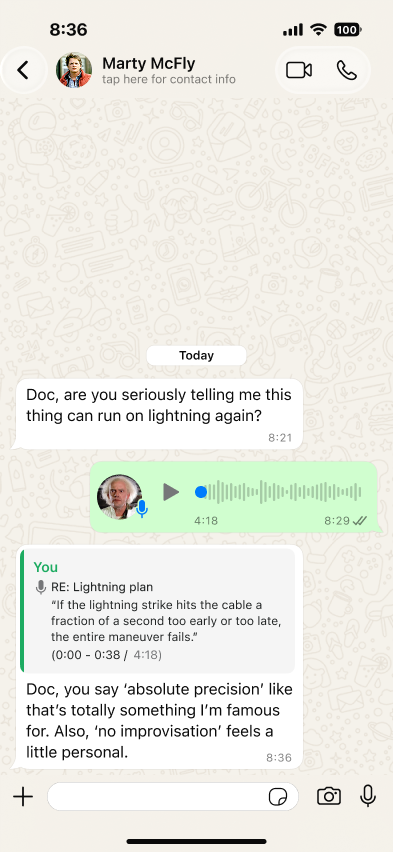 8:36
100
Marty McFly
tap here for contact info
Today
Doc, are you seriously telling me this
thing can run on lightning again?
8:21
4:18
8:29
You
RE: Lightning plan
“If the lightning strike hits the cable a
fraction of a second too early or too late,
the entire maneuver fails.”
(0:00 - 0:38 / 4:18)
Doc, you say ‘absolute precision’ like
that’s totally something I’m famous
for. Also, ‘no improvisation’ feels a
little personal.
8:36